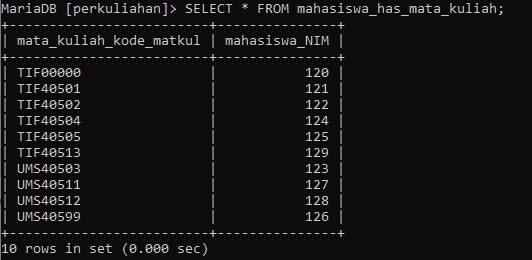 MariaDB [perkuliahan]> SELECT * FROM mahasiswa_has_mata_kuliah;
+------------------------+---------------+
| mata_kuliah_kode_matkul | mahasiswa_NIM |
+------------------------+---------------+
| TIF00000 | 120 |
| TIF40501 | 121 |
| TIF40502 | 122 |
| TIF40504 | 124 |
| TIF40505 | 125 |
| TIF40513 | 129 |
| UMS40503 | 123 |
| UMS40511 | 127 |
| UMS40512 | 128 |
| UMS40599 | 126 |
+------------------------+---------------+
10 rows in set (0.000 sec)